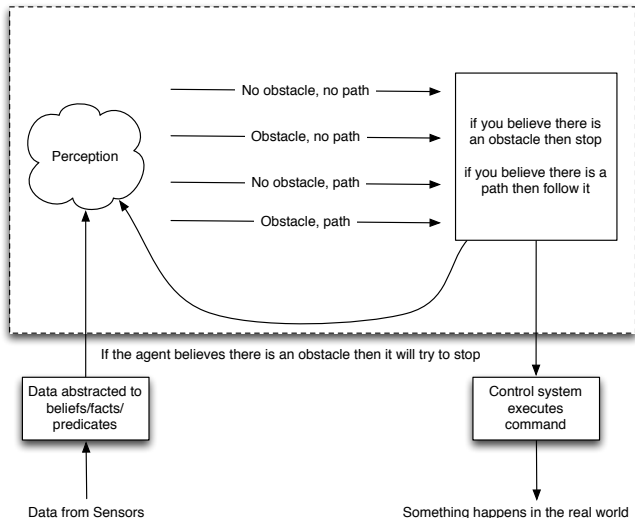 No obstacle, no path
Obstacle, no path
No obstacle, path
Obstacle, path
Perception
if you believe there is
an obstacle then stop
if you believe there is a
path then follow it
If the agent believes there is an obstacle then it will try to stop
Data abstracted to
beliefs/facts/
predicates
Control system
executes
command
Data from Sensors
Something happens in the real world